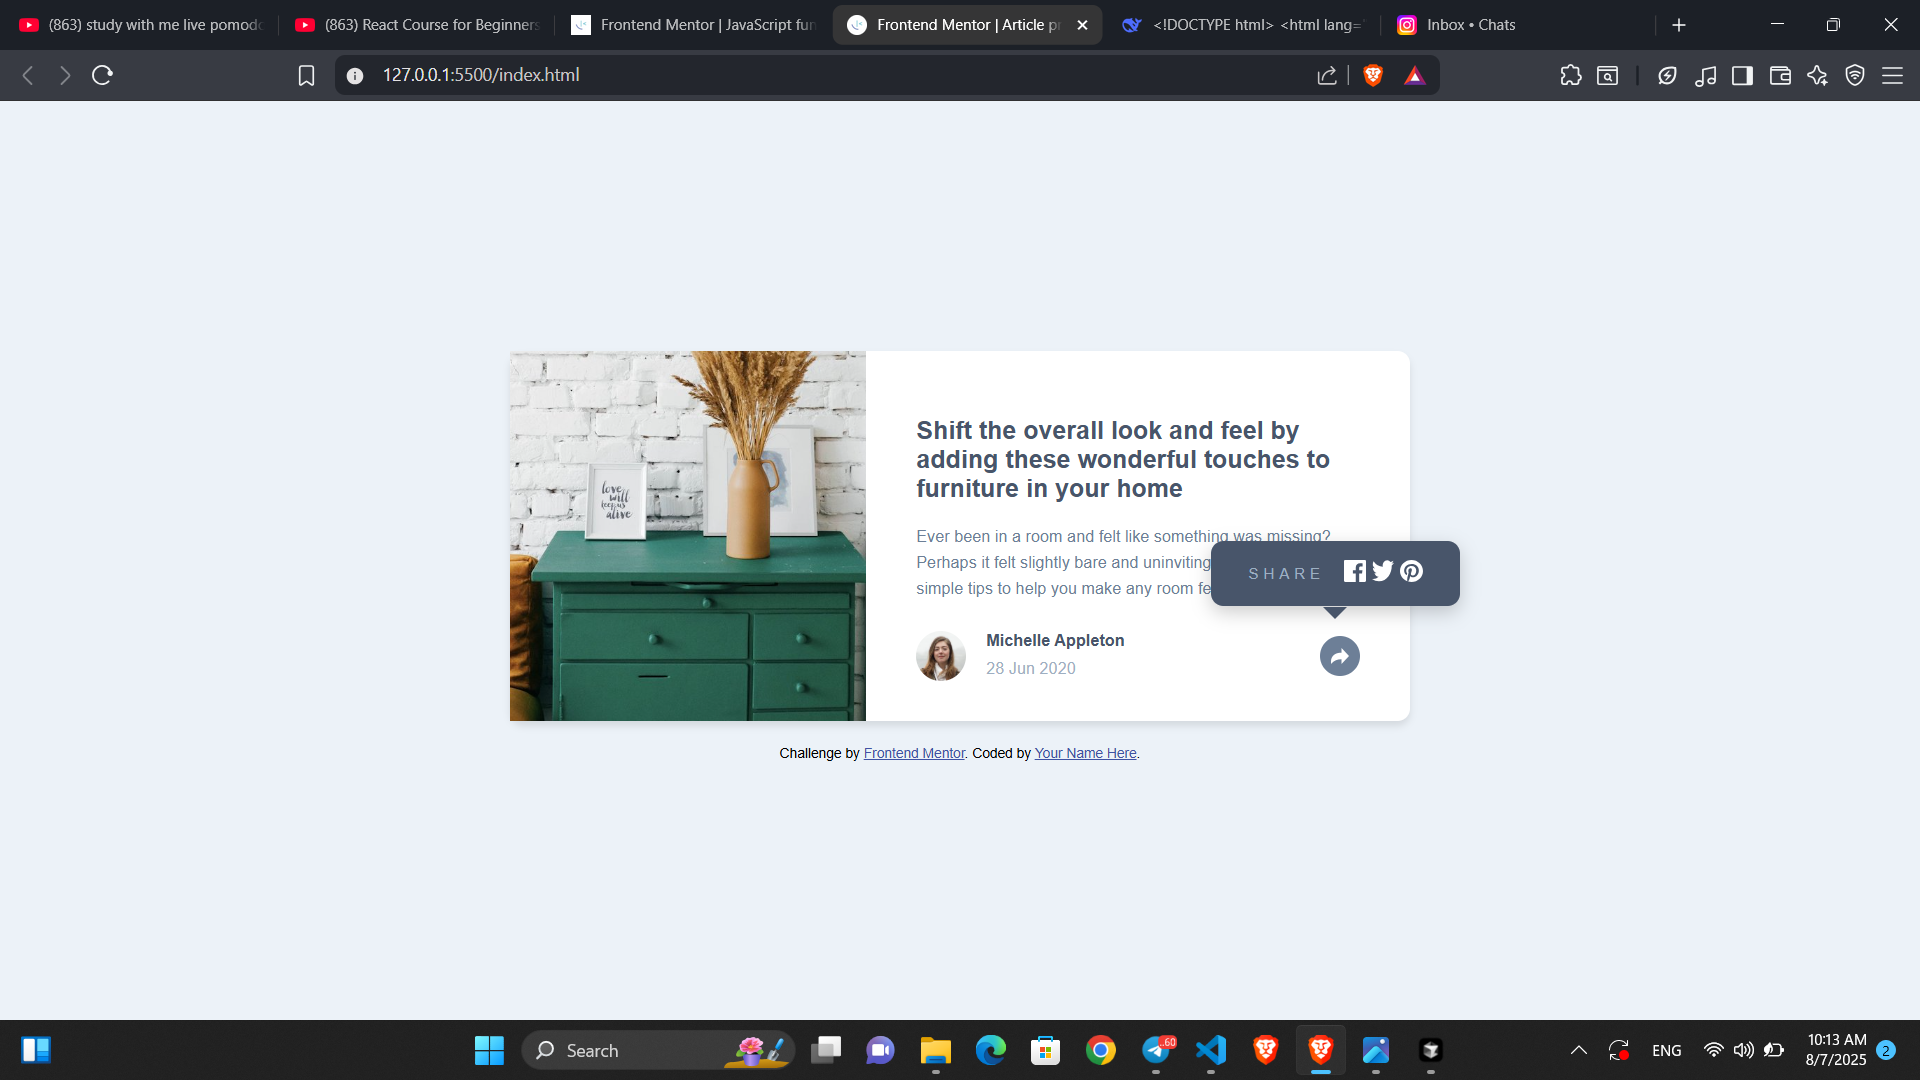 (863) study with me live pomodo
(863) React Course for Beginners
Frontend Mentor | JavaScript fun
Frontend Mentor | Article pr
<!DOCTYPE html> <html lang=
Inbox • Chats
127.0.0.1:5500/index.html
love
will
keep us
alive
Shift the overall look and feel by
adding these wonderful touches to
furniture in your home
Ever been in a room and felt like something was missing?
Perhaps it felt slightly bare and uninviting
simple tips to help you make any room fe
SHARE
Michelle Appleton
28 Jun 2020
Challenge by Frontend Mentor. Coded by Your Name Here.
Search
60
ENG
10:13 AM
8/7/2025
2